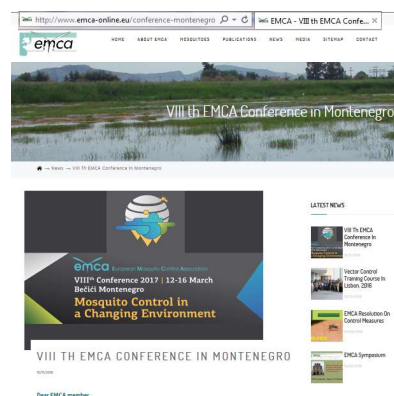 http://www.emca-online.eu/conference-montenegro
EMCA - VIII th EMCA Confe...
emca
HOME ABOUT EMCA MOSQUITOES PUBLICATIONS NEWS MEDIA SITEMAP CONTACT
VIII th EMCA Conference in Montenegro
→ News → VIII Th EMCA Conference In Montenegro
emca European Mosquito Control Association
VIIIth Conference 2017 | 12-16 March
Bečići Montenegro
Mosquito Control in
a Changing Environment
VIII TH EMCA CONFERENCE IN MONTENEGRO
Dear EMCA member
LATEST NEWS
VIII Th EMCA
Conference In
Montenegro
Vector Control
Training Course In
Lisbon, 2016
EMCA Resolution On
Control Measures
EMCA Symposium